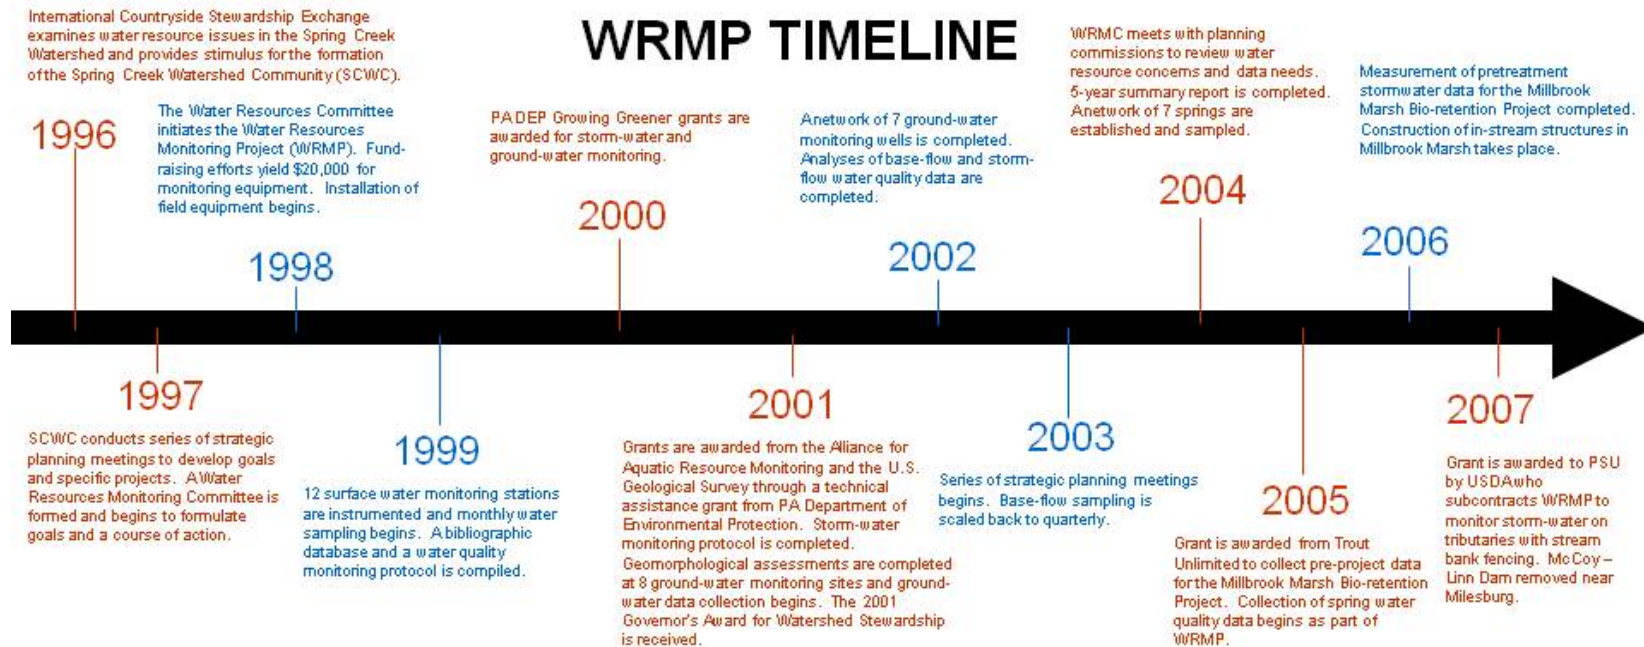 WRMP TIMELINE
International Countryside Stewardship Exchange
examines water resource issues in the Spring Creek
Watershed and provides stimulus for the formation
of the Spring Creek Watershed Community (SCWC).
1996
SCWC conducts series of strategic
planning meetings to develop goals
and specific projects. A Water
Resources Monitoring Committee is
formed and begins to formulate
goals and a course of action.
1997
The Water Resources Committee
initiates the Water Resources
Monitoring Project (WRMP). Fund-
raising efforts yield $20,000 for
monitoring equipment. Installation of
field equipment begins.
1998
1999
12 surface water monitoring stations
are instrumented and monthly water
sampling begins. A bibliographic
database and a water quality
monitoring protocol is compiled.
PADEP Growing Greener grants are
awarded for storm-water and
ground-water monitoring.
2000
2001
Grants are awarded from the Alliance for
Aquatic Resource Monitoring and the U.S.
Geological Survey through a technical
assistance grant from PA Department of
Environmental Protection. Storm-water
monitoring protocol is completed.
Geomorphological assessments are completed
at 8 ground-water monitoring sites and ground-
water data collection begins. The 2001
Governor's Award for Watershed Stewardship
is received.
A network of 7 ground-water
monitoring wells is completed.
Analyses of base-flow and storm-
flow water quality data are
completed.
2002
2003
Series of strategic planning meetings
begins. Base-flow sampling is
scaled back to quarterly.
WRMC meets with planning
commissions to review water
resource concerns and data needs.
5-year summary report is completed.
A network of 7 springs are
established and sampled.
2004
2005
Grant is awarded from Trout
Unlimited to collect pre-project data
for the Millbrook Marsh Bio-retention
Project. Collection of spring water
quality data begins as part of
WRMP.
Measurement of pretreatment
stormwater data for the Millbrook
Marsh Bio-retention Project completed.
Construction of in-stream structures in
Millbrook Marsh takes place.
2006
2007
Grant is awarded to PSU
by USDA who
subcontracts WRMP to
monitor storm-water on
tributaries with stream
bank fencing. McCoy –
Linn Dam removed near
Milesburg.